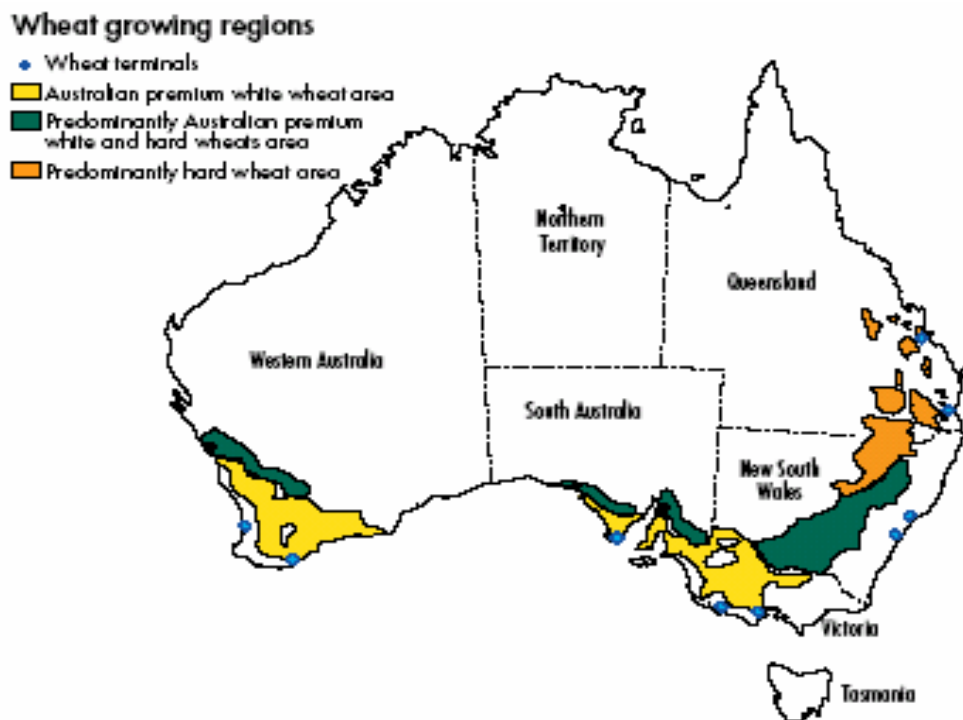 Wheat growing regions
Wheat terminals
Australian premium white wheat area
Predominantly Australian premium
white and hard wheats area
Predominantly hard wheat area
Northern
Territory
Queensland
Western Australia
South Australia
New South
Wales
Victoria
Tasmania